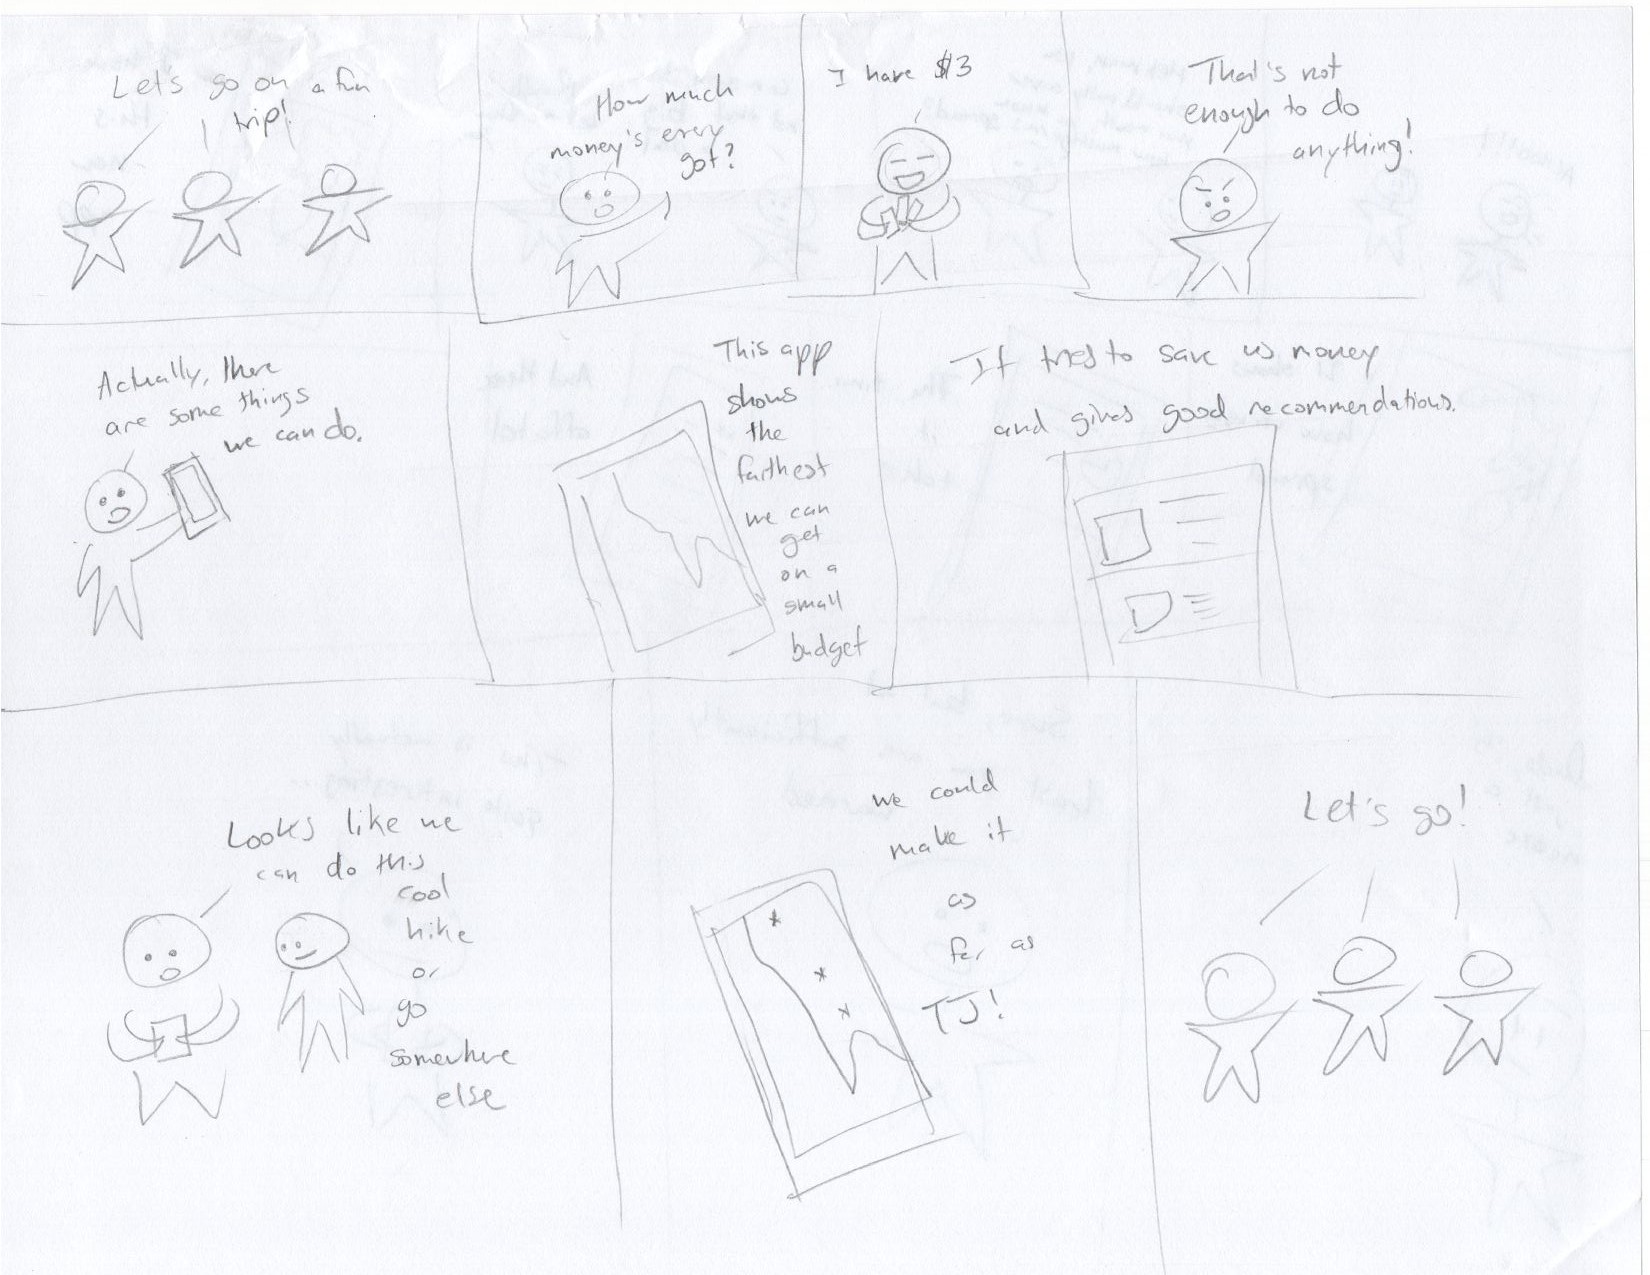 Let's go on a fun
trip!
How much
money's every
got?
I have $3
That's not
enough to do
anything!
Actually, there
are some things
we can do.
This app
shows
the
farthest
we can
get
on a
small
budget
It tries to save us money
and gives good recommendations.
Looks like we
can do this
cool
hike
or
go
somewhere
else
we could
make it
as
far as
TJ!
Let's go!